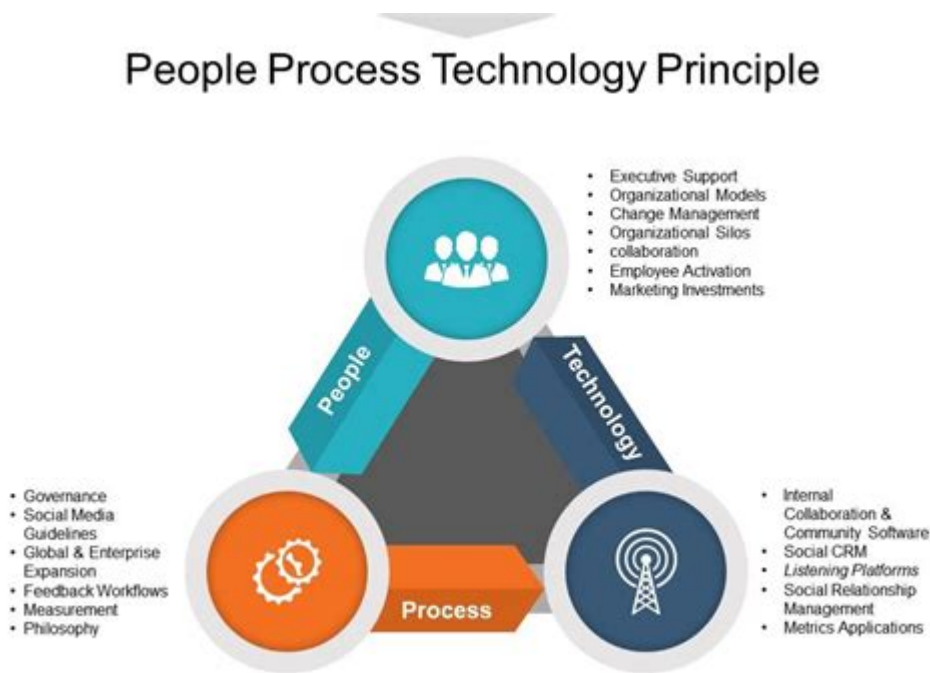 People Process Technology Principle
• Executive Support
• Organizational Models
• Change Management
• Organizational Silos
• collaboration
• Employee Activation
• Marketing Investments
People
Technology
• Governance
• Social Media
Guidelines
• Global & Enterprise
Expansion
• Feedback Workflows
• Measurement
• Philosophy
Process
• Internal
Collaboration &
Community Software
• Social CRM
• Listening Platforms
• Social Relationship
Management
• Metrics Applications